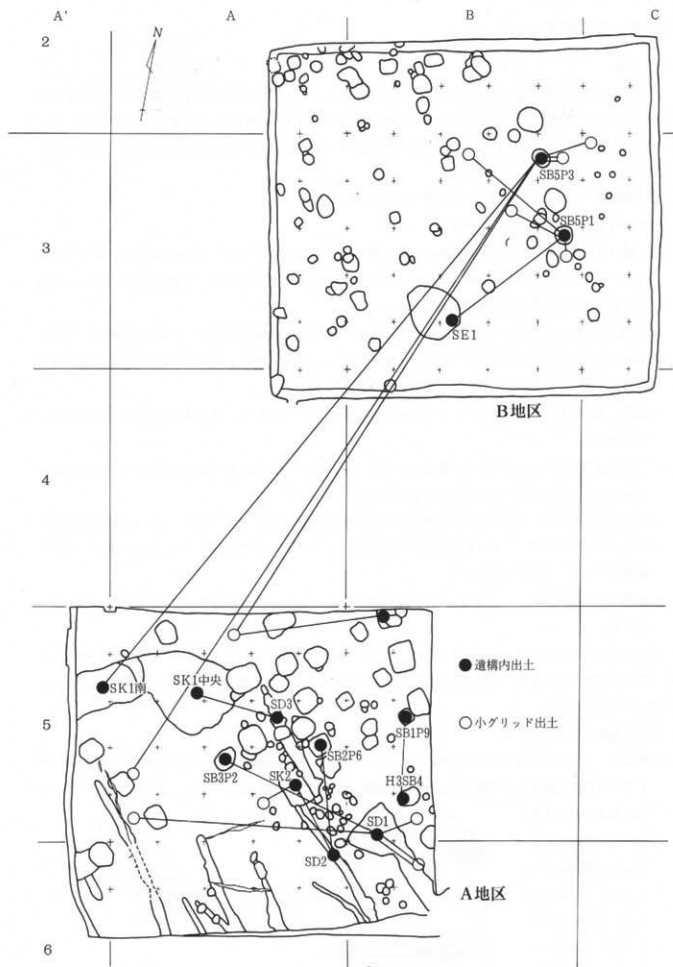 A' A B C
2
N
SB5P3
3
SB5P1
SE1
B地区
4
●遺構内出土
SK1南
SK1中央
SD3
○小グリッド出土
5
SB1P9
SB2P6
SB3P2
SK2
H3SB4
SD1
SD2
A地区
6